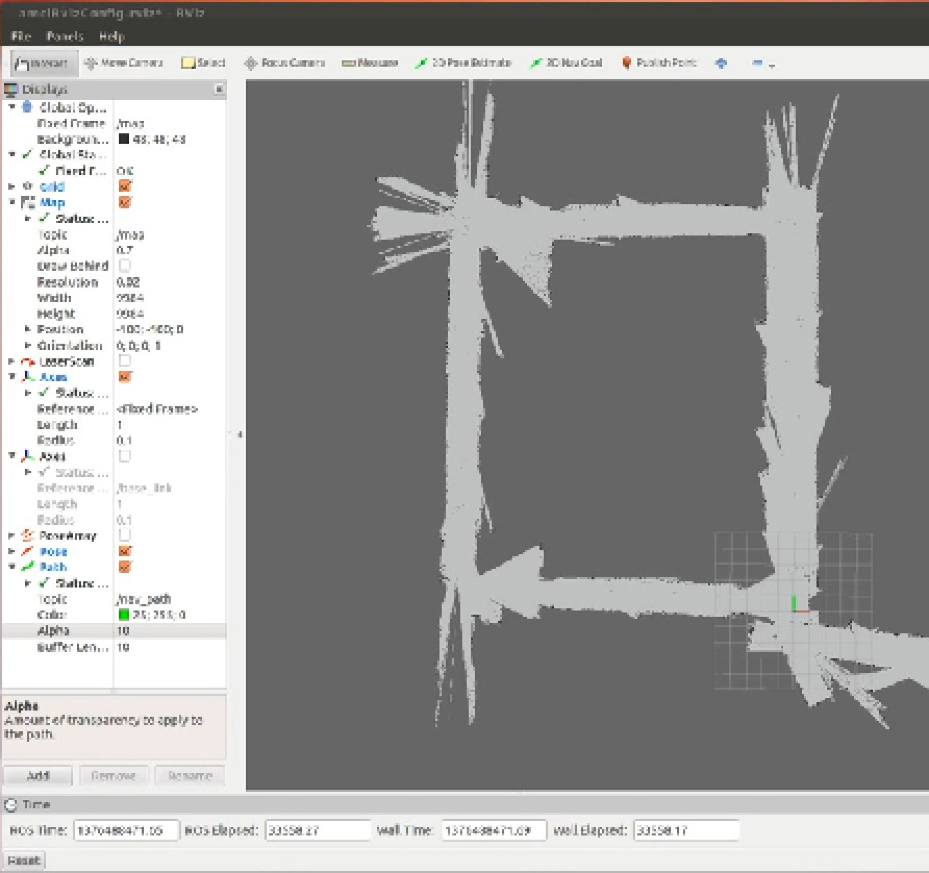 amclRvizConfig.rviz* - RViz
File Panels Help
Interact Move Camera Select Focus Camera Measure 2D Pose Estimate 2D Nav Goal Publish Point
Displays
Global Op...
Fixed Frame /map
Backgroun... 48; 48; 48
Global Sta...
Fixed F... OK
Grid
Map
Status: ...
Topic /map
Alpha 0.7
Draw Behind
Resolution 0.02
Width 9984
Height 9984
Position -100; -100; 0
Orientation 0; 0; 0; 1
LaserScan
Axes
Status: ...
Reference ... <Fixed Frame>
Length 1
Radius 0.1
Axes
Status: ...
Reference ... /base_link
Length 1
Radius 0.1
PoseArray
Pose
Path
Status: ...
Topic /nav_path
Color 25; 255; 0
Alpha 10
Buffer Len... 10
Alpha
Amount of transparency to apply to
the path.
Add Remove Rename
Time
ROS Time: 1376488471.65 ROS Elapsed: 33558.27 Wall Time: 1376488471.69 Wall Elapsed: 33558.17
Reset